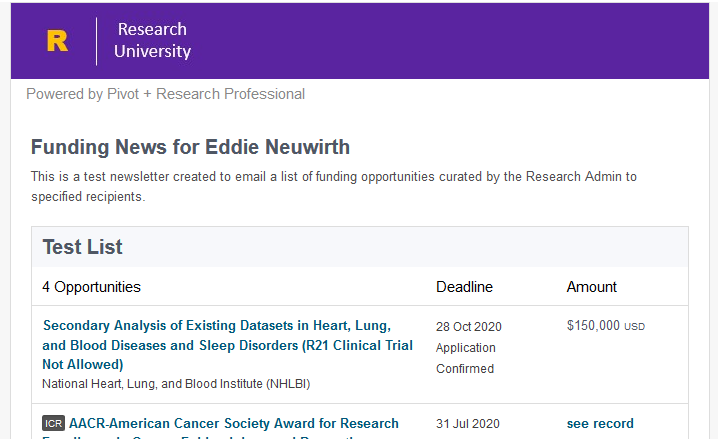 R
Research
University
Powered by Pivot + Research Professional
Funding News for Eddie Neuwirth
This is a test newsletter created to email a list of funding opportunities curated by the Research Admin to
specified recipients.
Test List
4 Opportunities Deadline Amount
Secondary Analysis of Existing Datasets in Heart, Lung, 28 Oct 2020 $150,000 USD
and Blood Diseases and Sleep Disorders (R21 Clinical Trial Application
Not Allowed) Confirmed
National Heart, Lung, and Blood Institute (NHLBI)
ICR AACR-American Cancer Society Award for Research 31 Jul 2020 see record